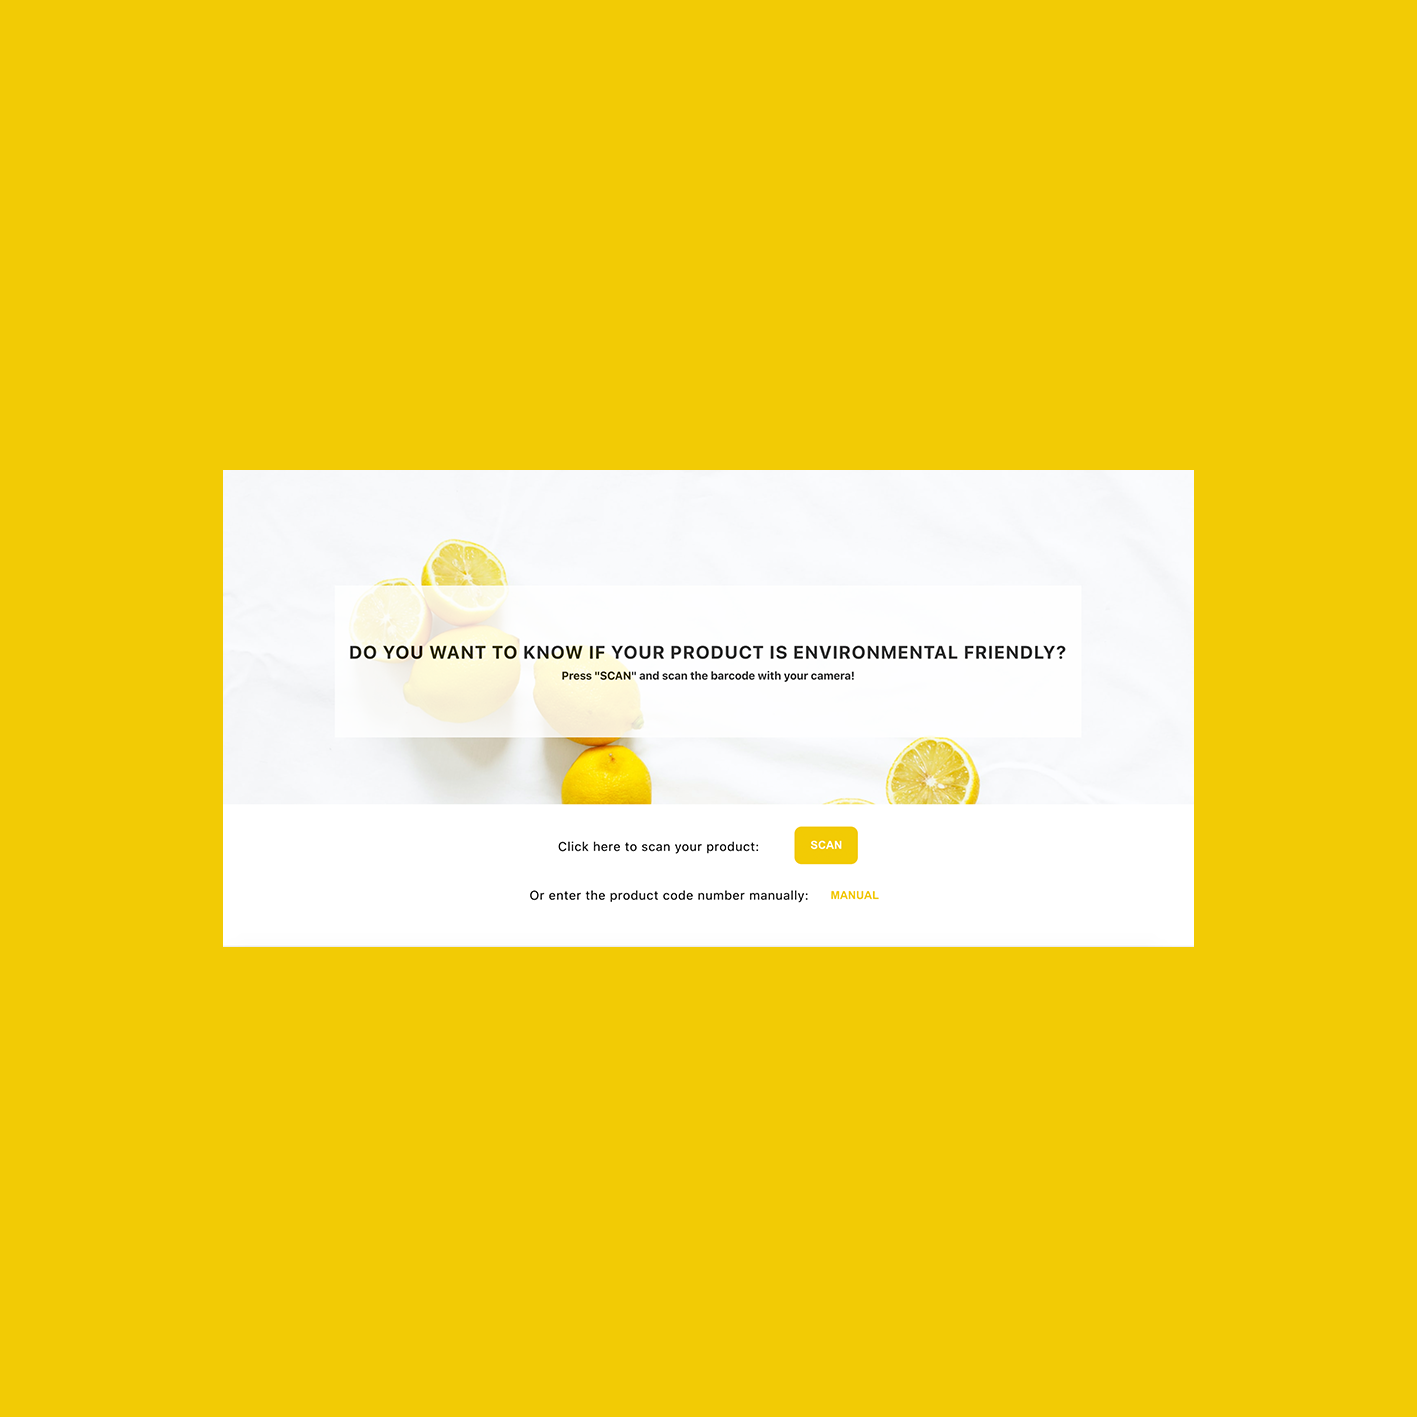 DO YOU WANT TO KNOW IF YOUR PRODUCT IS ENVIRONMENTAL FRIENDLY?
Press "SCAN" and scan the barcode with your camera!
Click here to scan your product: SCAN
Or enter the product code number manually: MANUAL